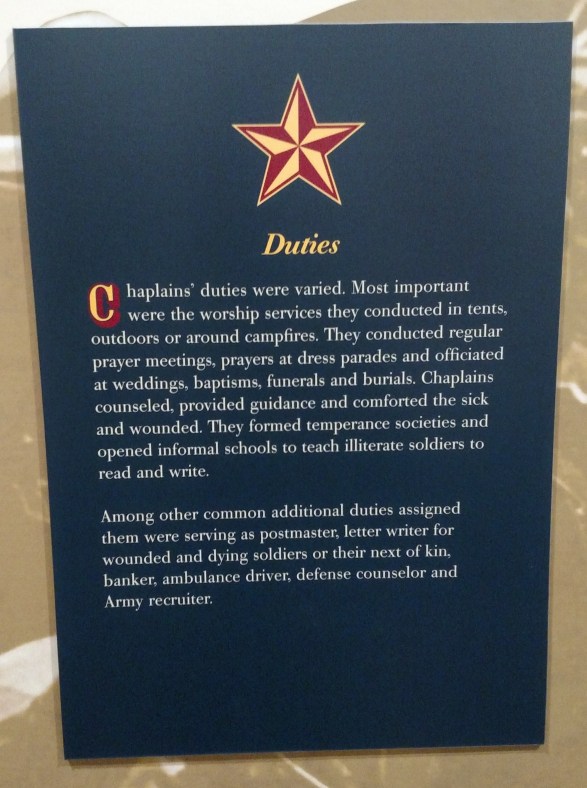 Duties
Chaplains' duties were varied. Most important
were the worship services they conducted in tents,
outdoors or around campfires. They conducted regular
prayer meetings, prayers at dress parades and officiated
at weddings, baptisms, funerals and burials. Chaplains
counseled, provided guidance and comforted the sick
and wounded. They formed temperance societies and
opened informal schools to teach illiterate soldiers to
read and write.
Among other common additional duties assigned
them were serving as postmaster, letter writer for
wounded and dying soldiers or their next of kin,
banker, ambulance driver, defense counselor and
Army recruiter.